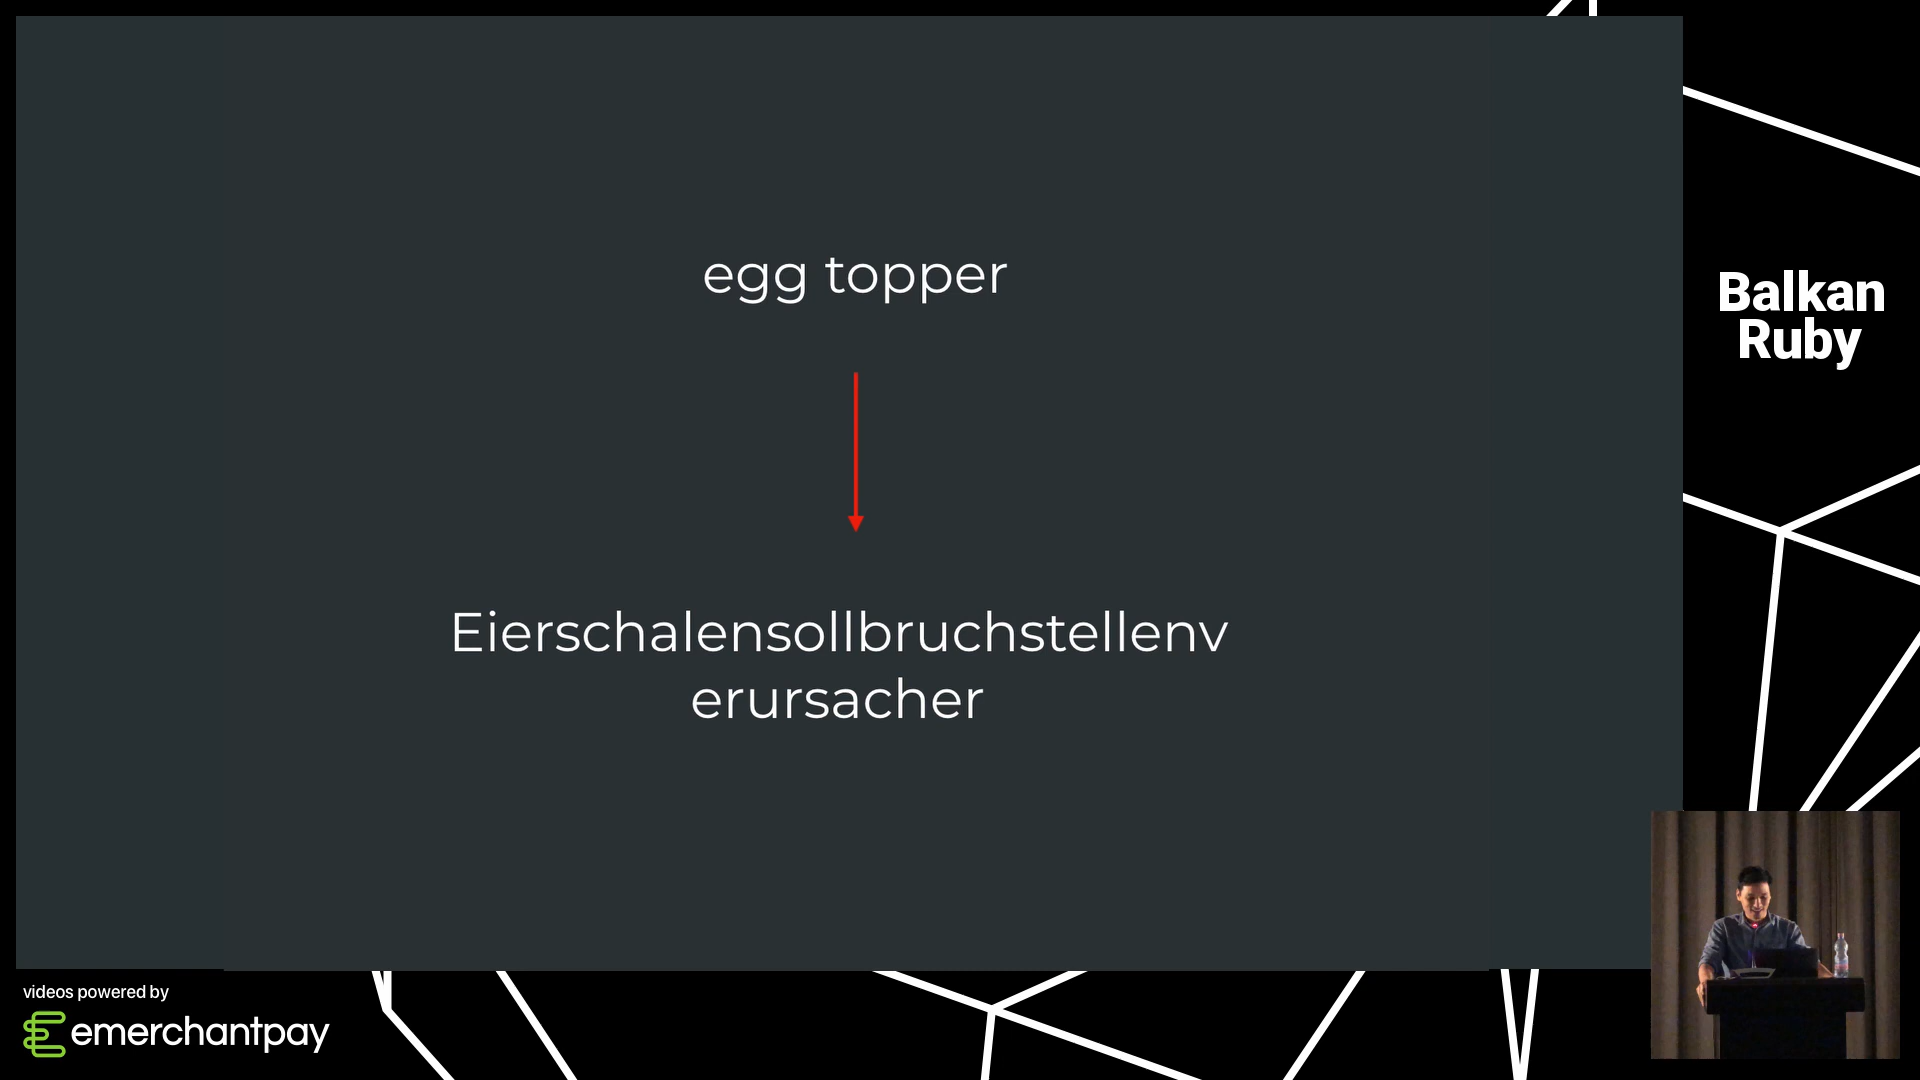 egg topper
Eierschalensollbruchstellenv
erursacher
Balkan
Ruby
videos powered by
emerchantpay